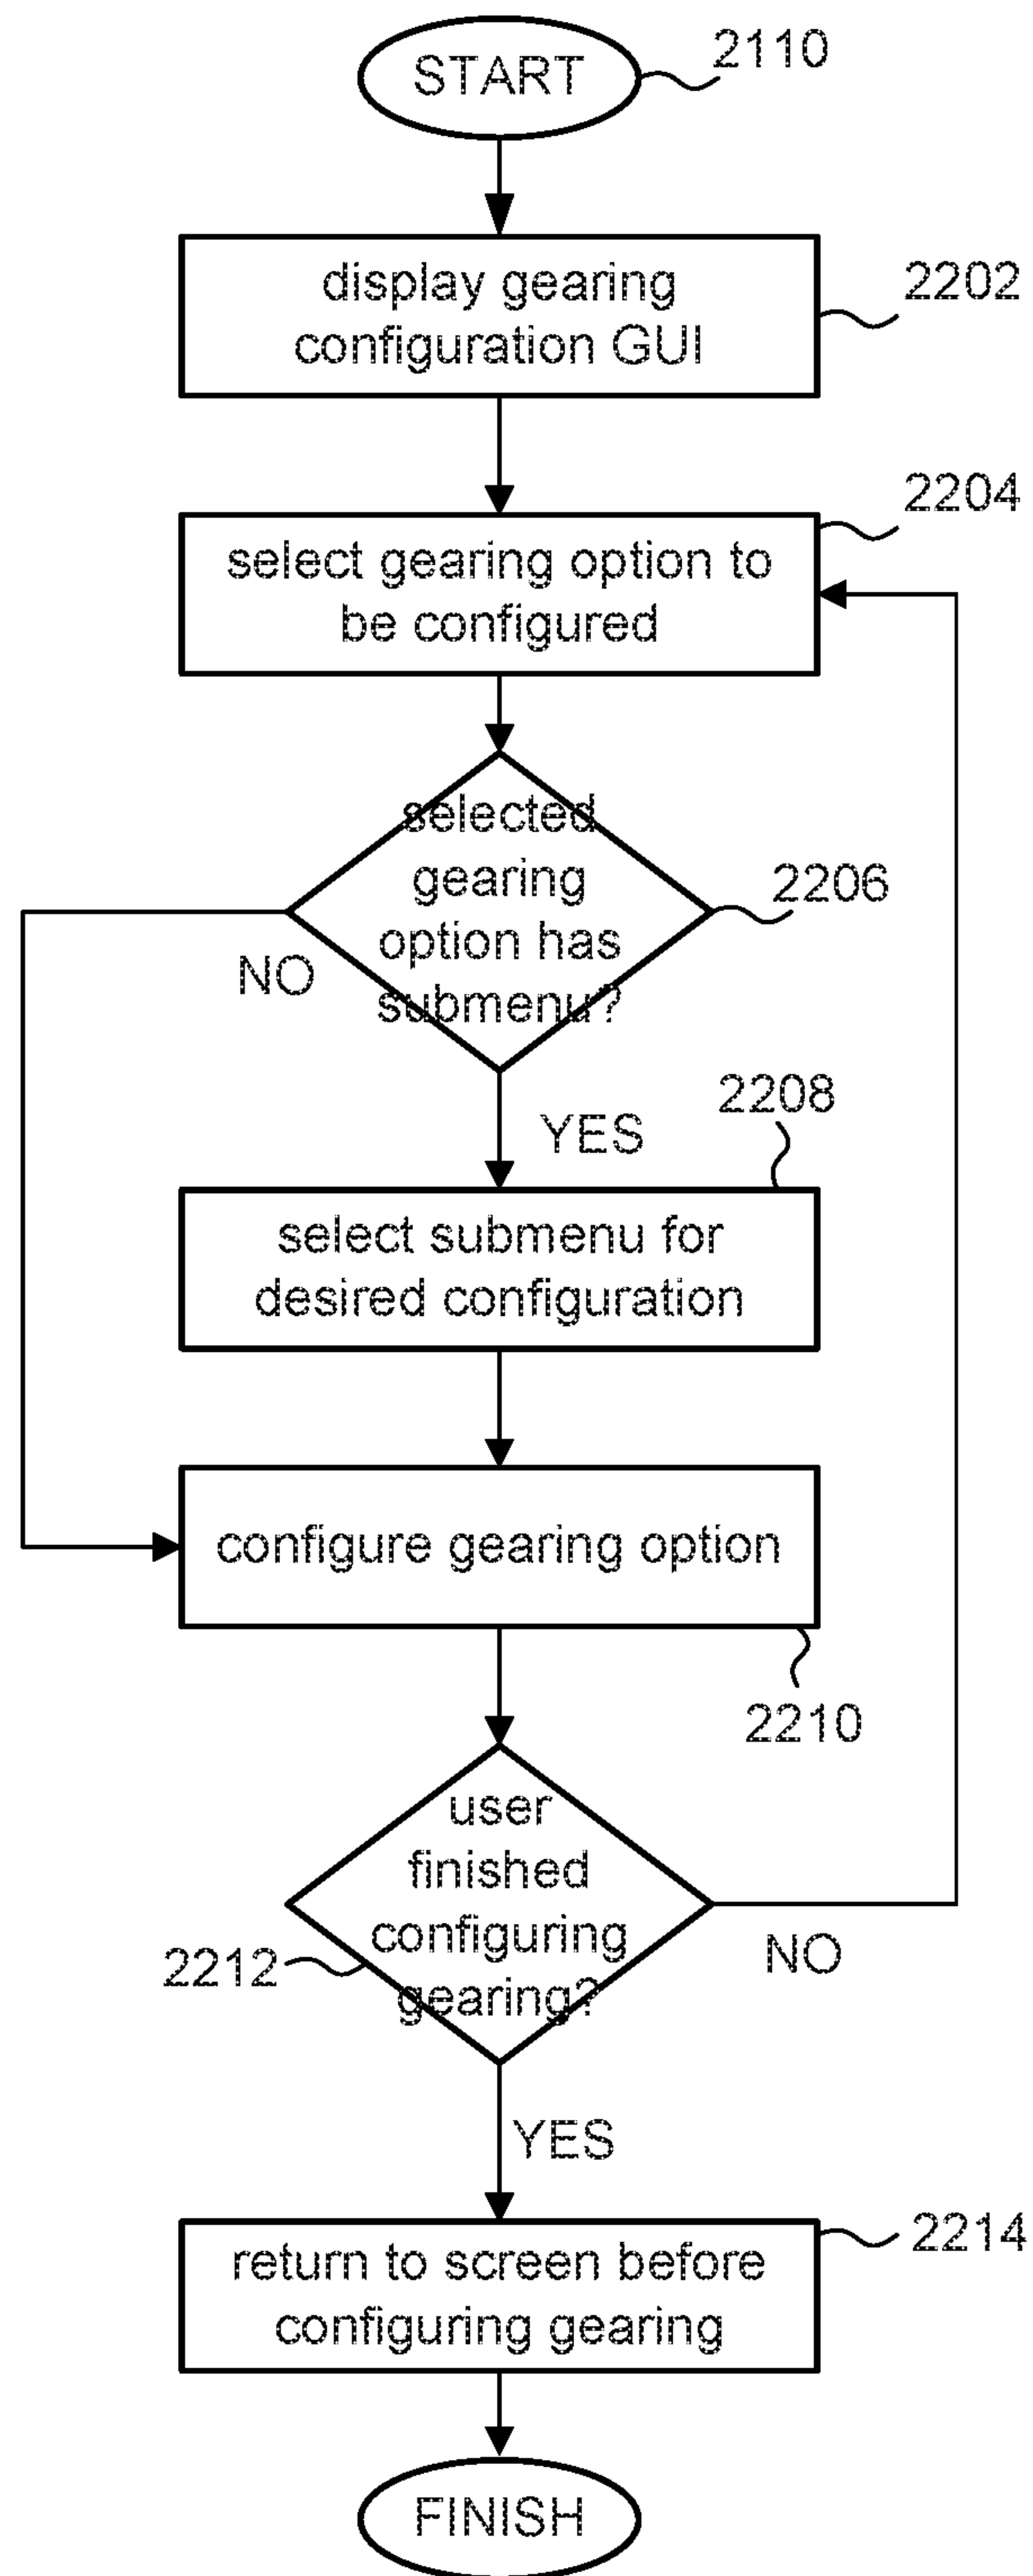 START
2110
display gearing
configuration GUI
2202
select gearing option to
be configured
2204
selected
gearing
option has
submenu?
2206
NO
YES
2208
select submenu for
desired configuration
configure gearing option
2210
user
finished
configuring
gearing?
2212
NO
YES
return to screen before
configuring gearing
2214
FINISH